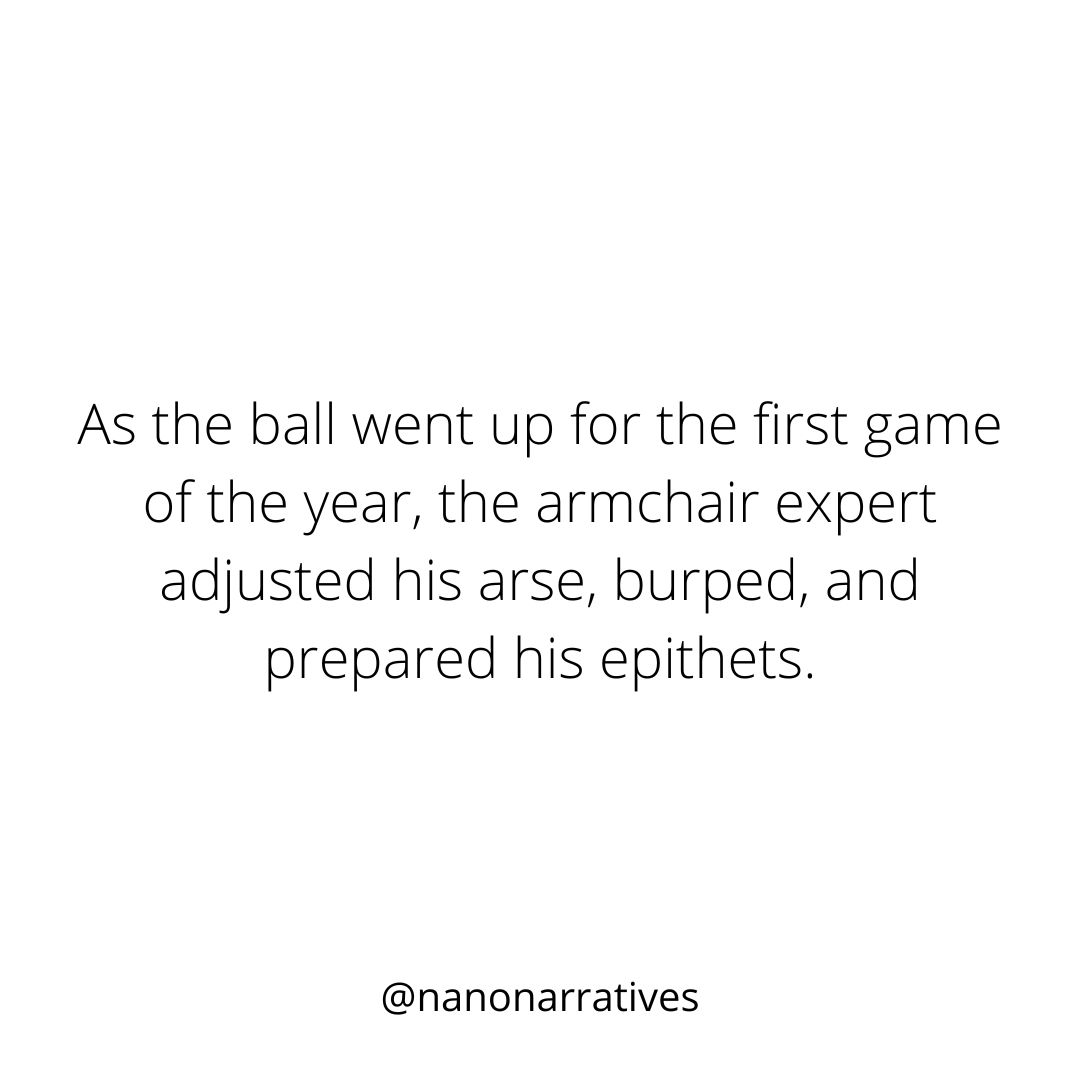 As the ball went up for the first game
of the year, the armchair expert
adjusted his arse, burped, and
prepared his epithets.
@nanonarratives